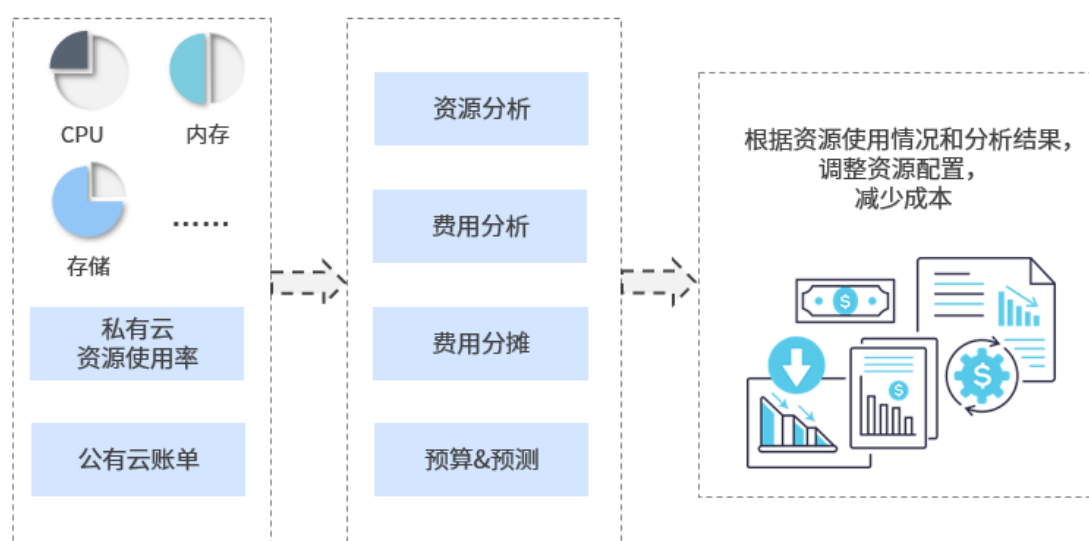 CPU
内存
存储
……
私有云
资源使用率
公有云账单
资源分析
费用分析
费用分摊
预算&预测
根据资源使用情况和分析结果，
调整资源配置，
减少成本
$
$
$